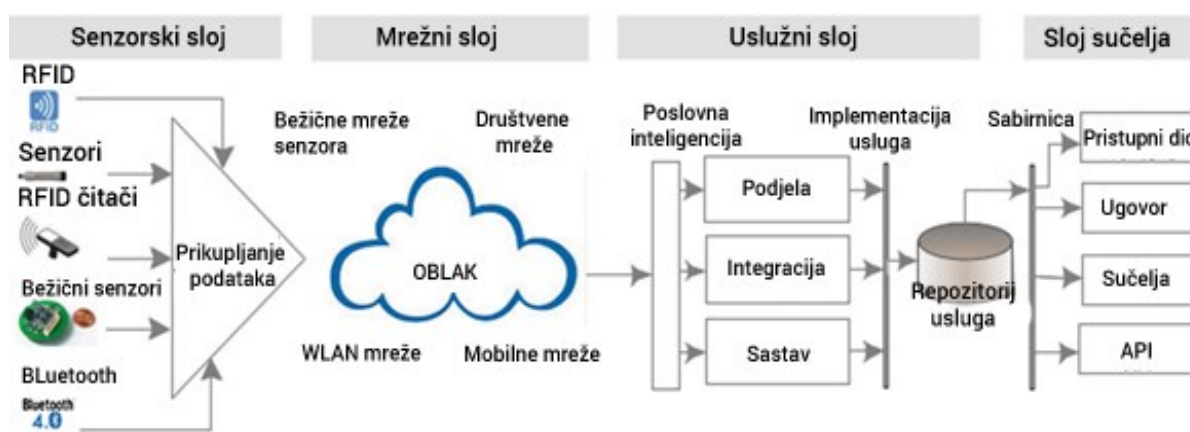 Senzorski sloj
Mrežni sloj
Uslužni sloj
Sloj sučelja
RFID
RFID
Senzori
RFID čitači
Bežični senzori
BLuetooth
Bluetooth
4.0
Prikupljanje
podataka
Bežične mreže
senzora
Društvene
mreže
OBLAK
WLAN mreže
Mobilne mreže
Poslovna
inteligencija
Podjela
Integracija
Sastav
Implementacija
usluga
Repozitorij
usluga
Sabirnica
Pristupni dio
Ugovor
Sučelja
API